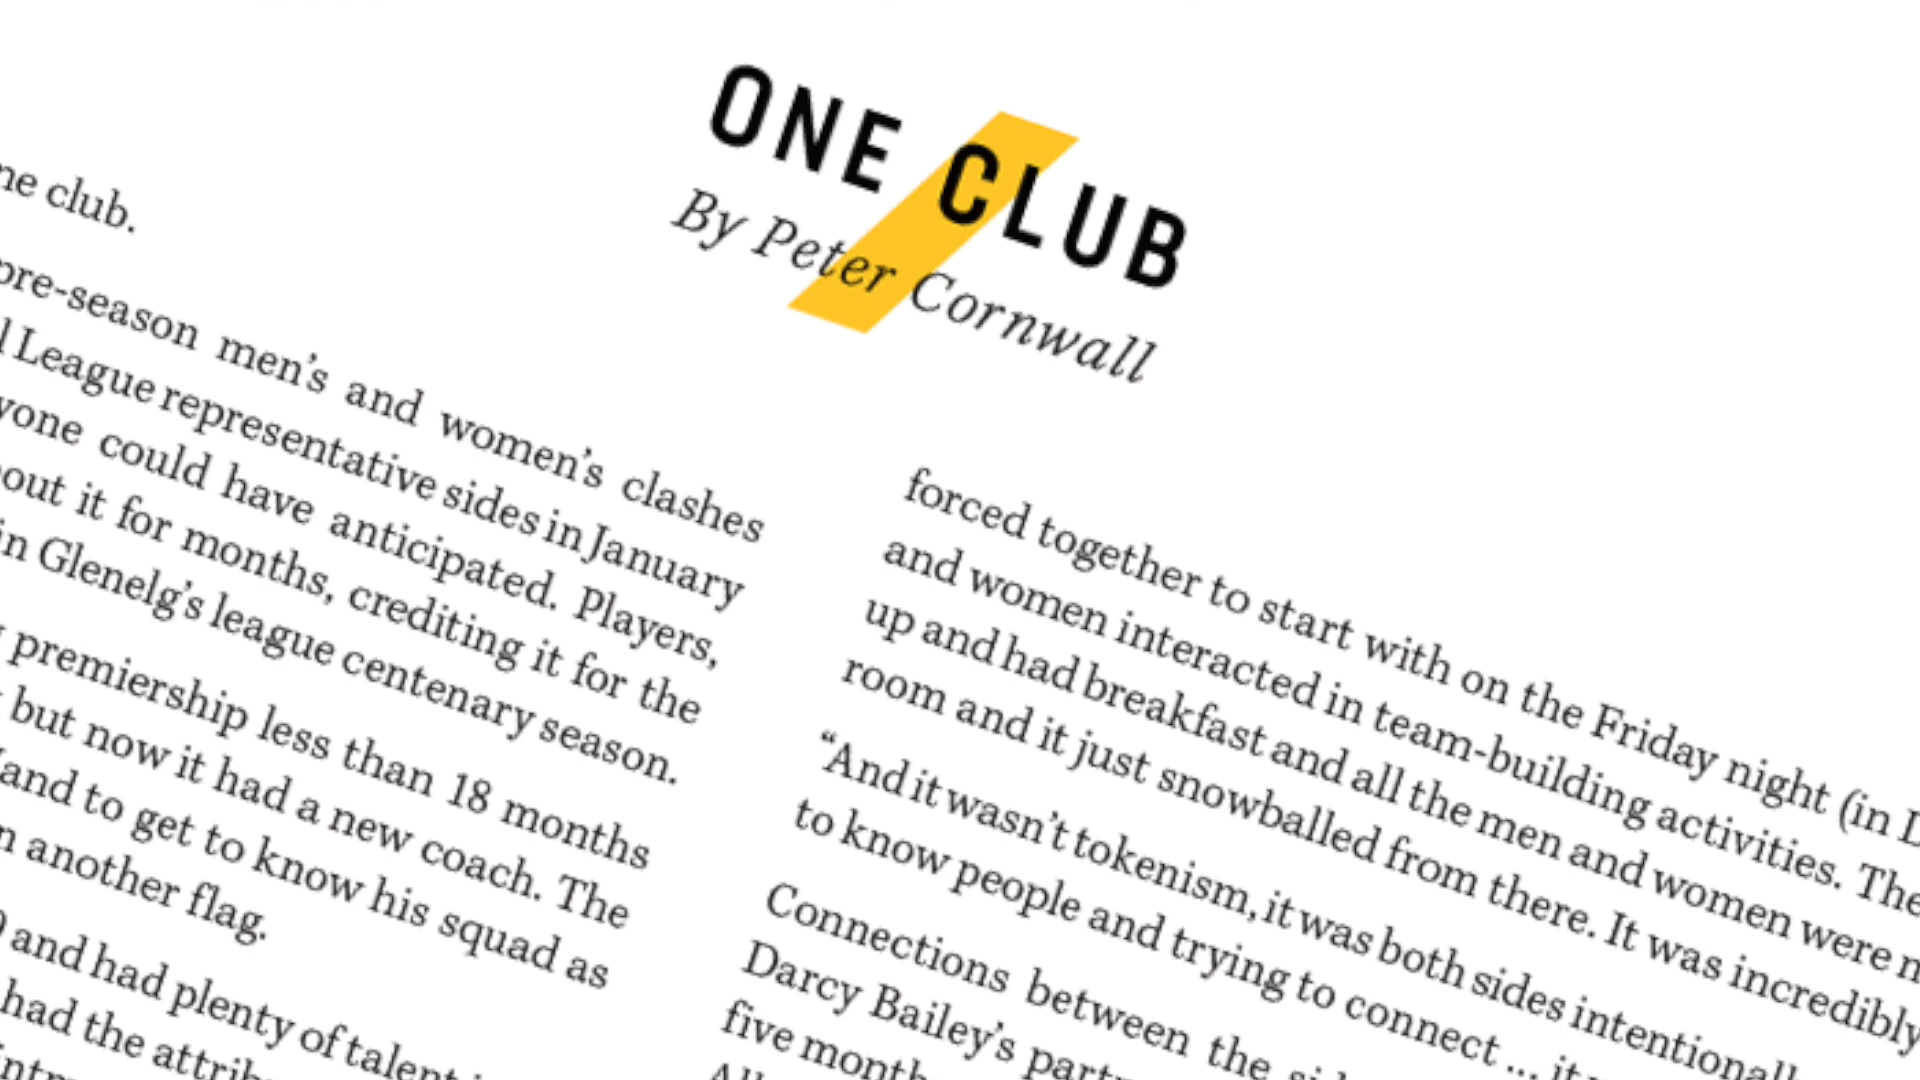 ONE CLUB
By Peter Cornwall
ne club.
pre-season men's and women's clashes
League representative sides in January
yone could have anticipated. Players,
out it for months, crediting it for the
in Glenelg's league centenary season.
premiership less than 18 months
but now it had a new coach. The
and to get to know his squad as
n another flag.
and had plenty of talent
had the attrib
forced together to start with on the Friday night (in
and women interacted in team-building activities. The
up and had breakfast and all the men and women were
room and it just snowballed from there. It was incredibly
“And it wasn't tokenism, it was both sides intentionall
to know people and trying to connect ... it
Connections between the
Darcy Bailey's part
five month